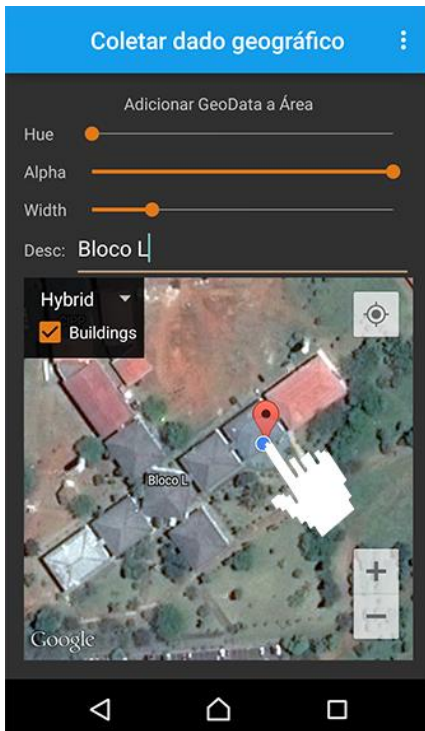 Coletar dado geográfico
Adicionar GeoData a Área
Hue
Alpha
Width
Desc: Bloco L
Hybrid
Buildings
Bloco L
+
−
Google